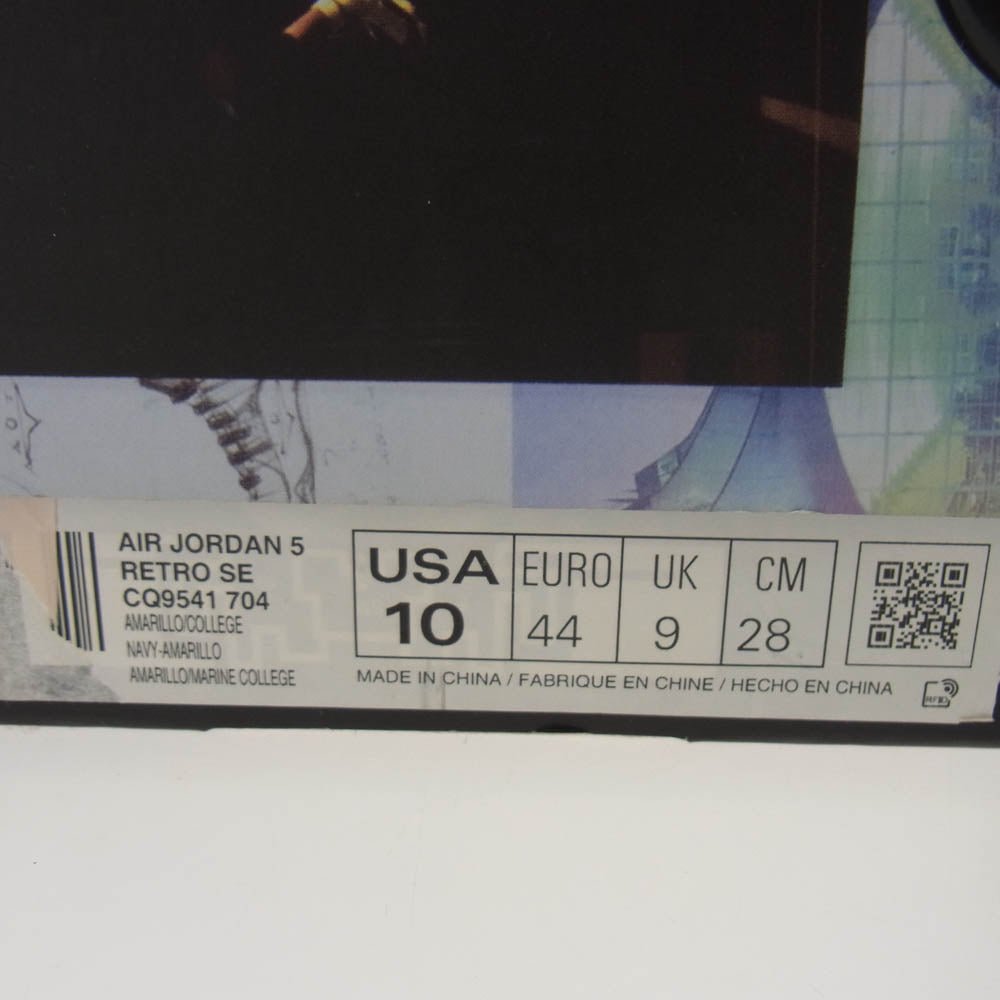 AIR JORDAN 5
RETRO SE
CQ9541 704
AMARILLO/COLLEGE
NAVY-AMARILLO
AMARILLO/MARINE COLLEGE
USA
10
EURO
44
UK
9
CM
28
MADE IN CHINA / FABRIQUE EN CHINE / HECHO EN CHINA
RFID